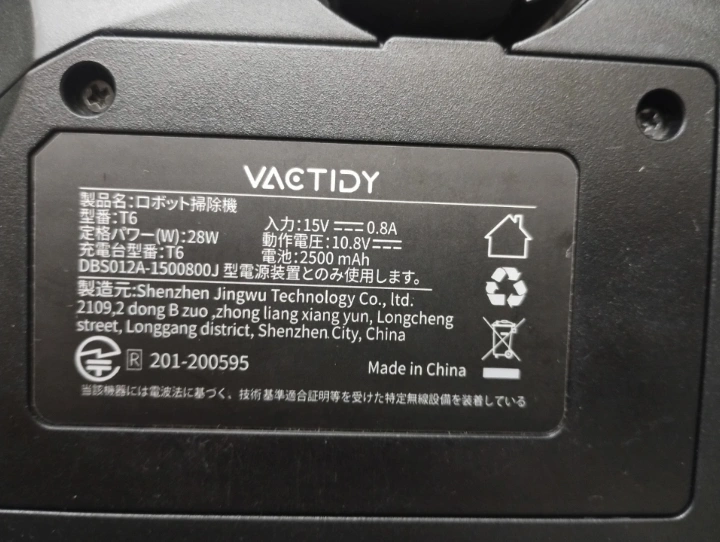 VACTIDY
製品名:ロボット掃除機
型番:T6
定格パワー(W):28W
充電台型番:T6
入力:15V⎓0.8A
動作電圧:10.8V⎓
電池:2500 mAh
DBS012A-1500800J 型電源装置とのみ使用します。
製造元:Shenzhen Jingwu Technology Co., ltd.
2109,2 dong B zuo ,zhong liang xiang yun, Longcheng
street, Longgang district, Shenzhen City, China
R 201-200595
Made in China
当該機器には電波法に基づく、技術基準適合証明等を受けた特定無線設備を装着している